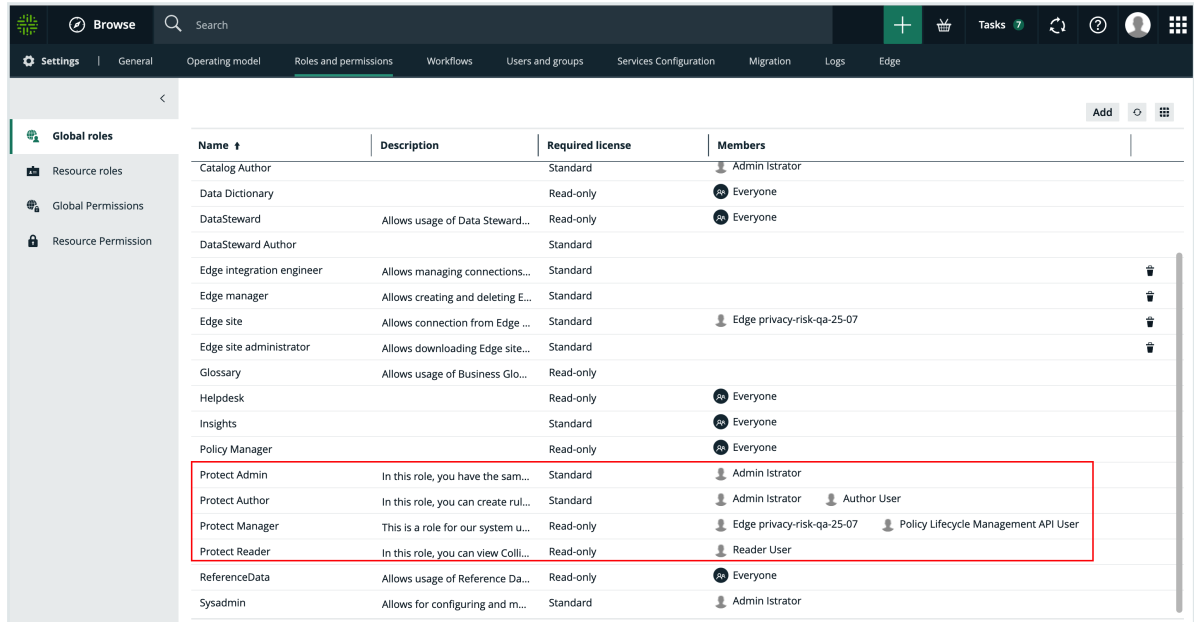 Browse Search Tasks 7
Settings | General Operating model Roles and permissions Workflows Users and groups Services Configuration Migration Logs Edge
Add
Global roles
Resource roles
Global Permissions
Resource Permission
Name Description Required license Members
Catalog Author Standard Admin Istrator
Data Dictionary Read-only Everyone
DataSteward Allows usage of Data Steward... Read-only Everyone
DataSteward Author Standard
Edge integration engineer Allows managing connections... Standard
Edge manager Allows creating and deleting E... Standard
Edge site Allows connection from Edge ... Standard Edge privacy-risk-qa-25-07
Edge site administrator Allows downloading Edge site... Standard
Glossary Allows usage of Business Glo... Read-only
Helpdesk Read-only Everyone
Insights Standard Everyone
Policy Manager Read-only Everyone
Protect Admin In this role, you have the sam... Standard Admin Istrator
Protect Author In this role, you can create rul... Standard Admin Istrator Author User
Protect Manager This is a role for our system u... Read-only Edge privacy-risk-qa-25-07 Policy Lifecycle Management API User
Protect Reader In this role, you can view Colli... Read-only Reader User
ReferenceData Allows usage of Reference Da... Read-only Everyone
Sysadmin Allows for configuring and m... Standard Admin Istrator